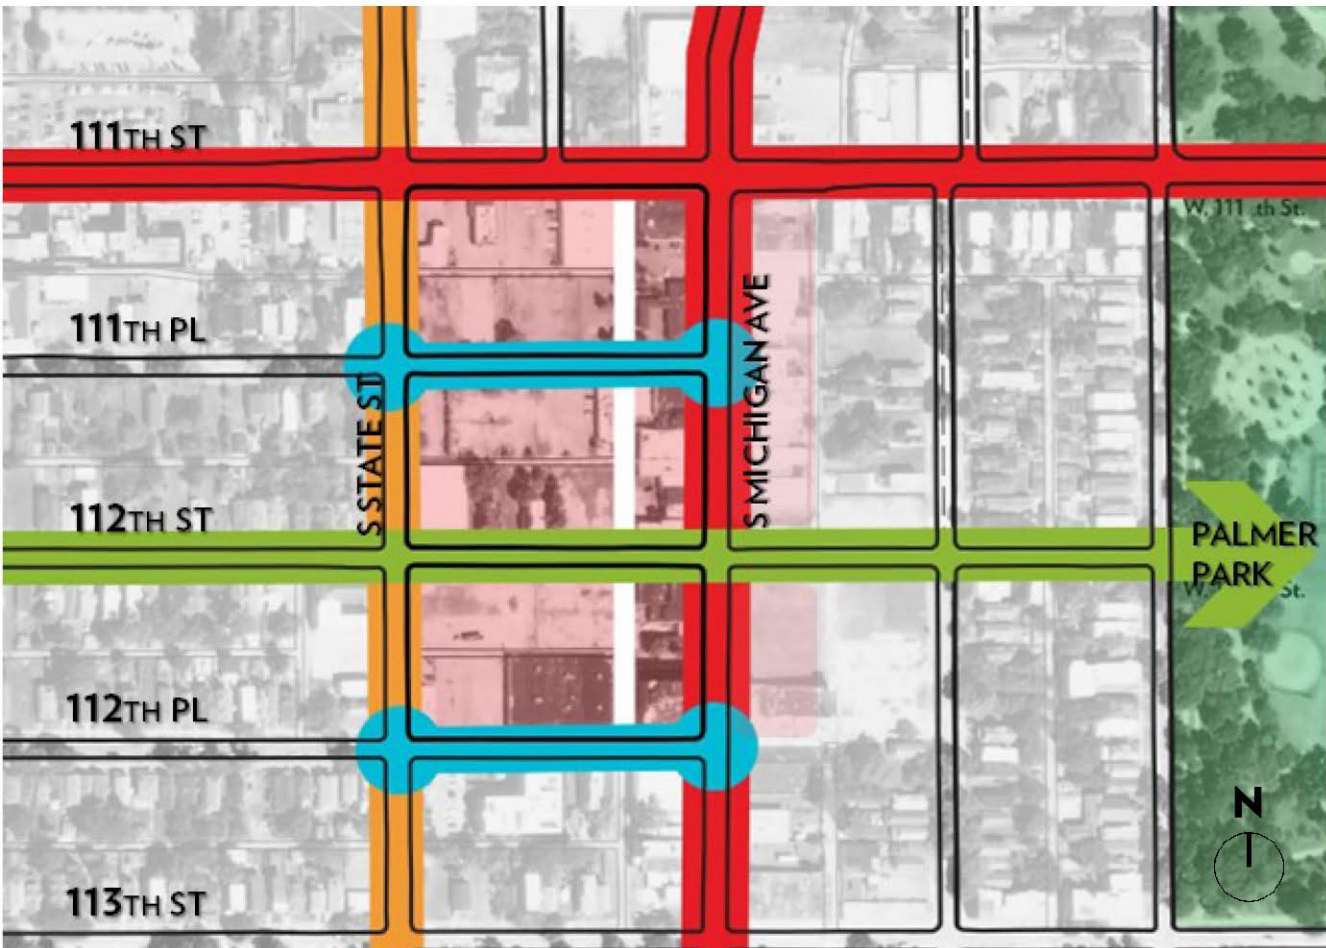 111TH ST
W. 111 th St.
111TH PL
S STATE ST
S MICHIGAN AVE
112TH ST
PALMER
PARK
W. St.
112TH PL
N
113TH ST